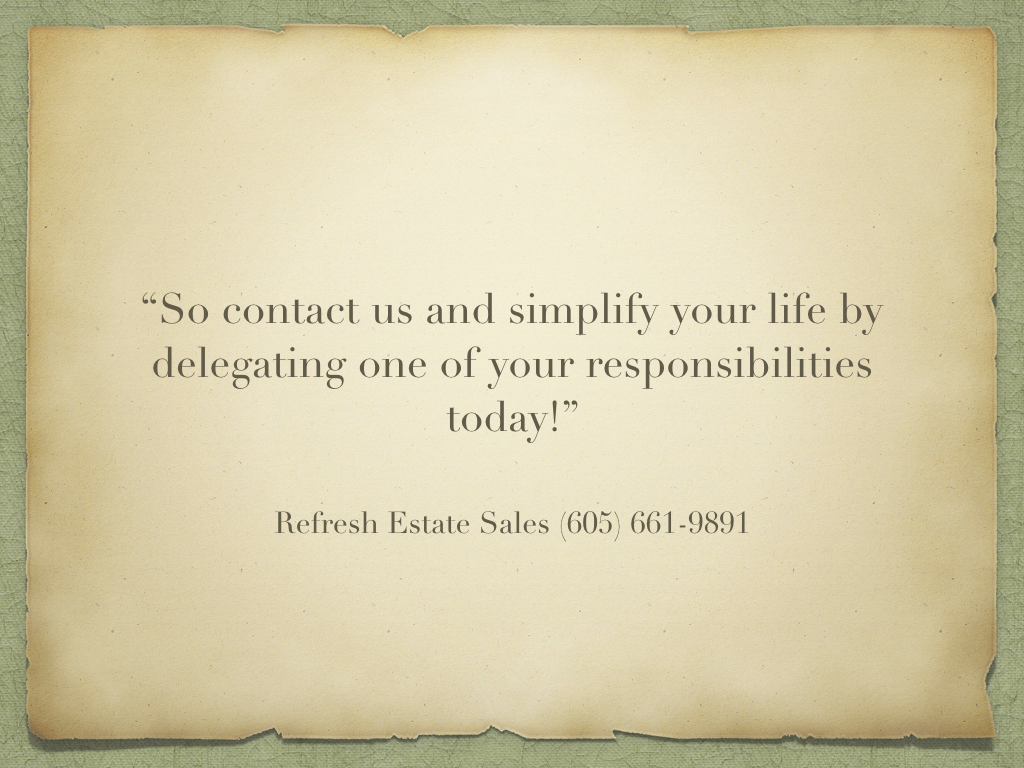 “So contact us and simplify your life by
delegating one of your responsibilities
today!”
Refresh Estate Sales (605) 661-9891